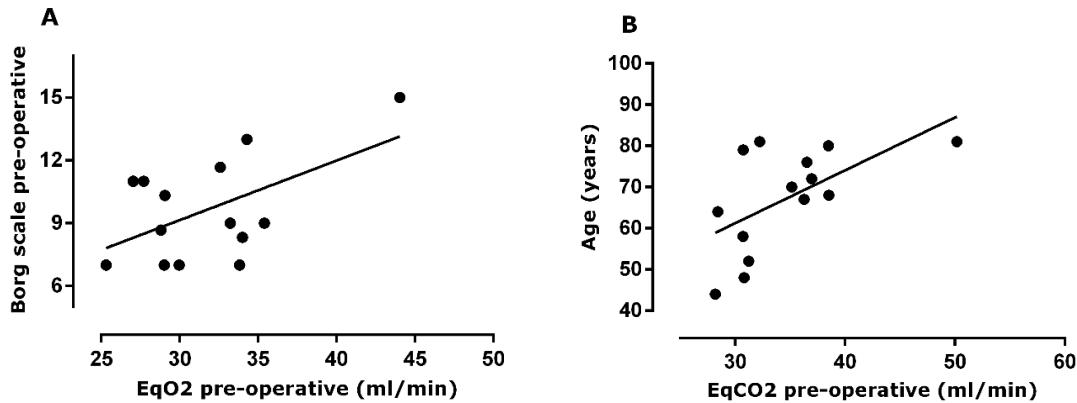 A
Borg scale pre-operative
15
12
9
6
25 30 35 40 45 50
EqO2 pre-operative (ml/min)
B
Age (years)
100
90
80
70
60
50
40
30 40 50 60
EqCO2 pre-operative (ml/min)